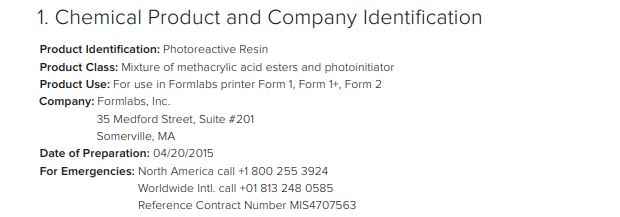 1. Chemical Product and Company Identification
Product Identification: Photoreactive Resin
Product Class: Mixture of methacrylic acid esters and photoinitiator
Product Use: For use in Formlabs printer Form 1, Form 1+, Form 2
Company: Formlabs, Inc.
35 Medford Street, Suite #201
Somerville, MA
Date of Preparation: 04/20/2015
For Emergencies: North America call +1 800 255 3924
Worldwide Intl. call +01 813 248 0585
Reference Contract Number MIS4707563